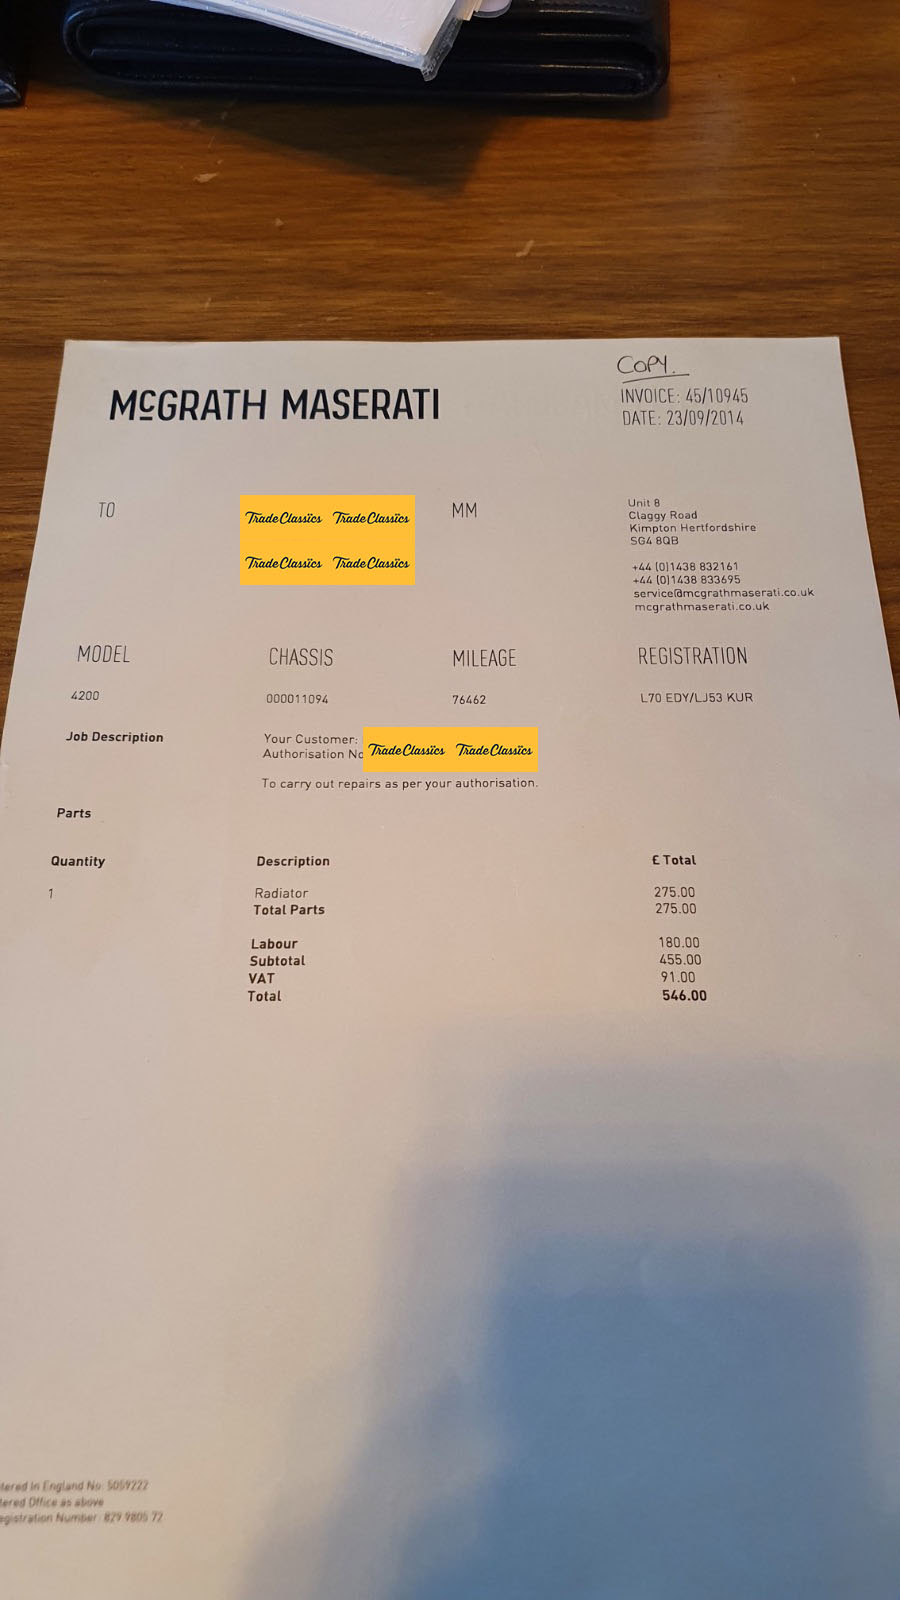 COPY.
McGRATH MASERATI
INVOICE: 45/10945
DATE: 23/09/2014
TO
TradeClassics TradeClassics
TradeClassics TradeClassics
MM
Unit 8
Claggy Road
Kimpton Hertfordshire
SG4 8QB
+44 (0)1438 832161
+44 (0)1438 833695
service@mcgrathmaserati.co.uk
mcgrathmaserati.co.uk
MODEL CHASSIS MILEAGE REGISTRATION
4200 000011094 76462 L70 EDY/LJ53 KUR
Job Description
Your Customer:
Authorisation No
TradeClassics TradeClassics
To carry out repairs as per your authorisation.
Parts
Quantity Description £ Total
1 Radiator 275.00
Total Parts 275.00
Labour 180.00
Subtotal 455.00
VAT 91.00
Total 546.00
tered in England No: 5059222
tered Office as above
egistration Number: 829 9805 72